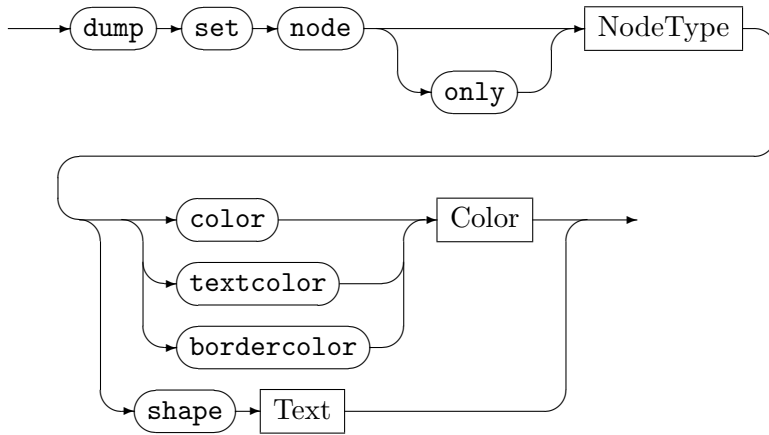 dump set node NodeType
only
color Color
textcolor
bordercolor
shape Text